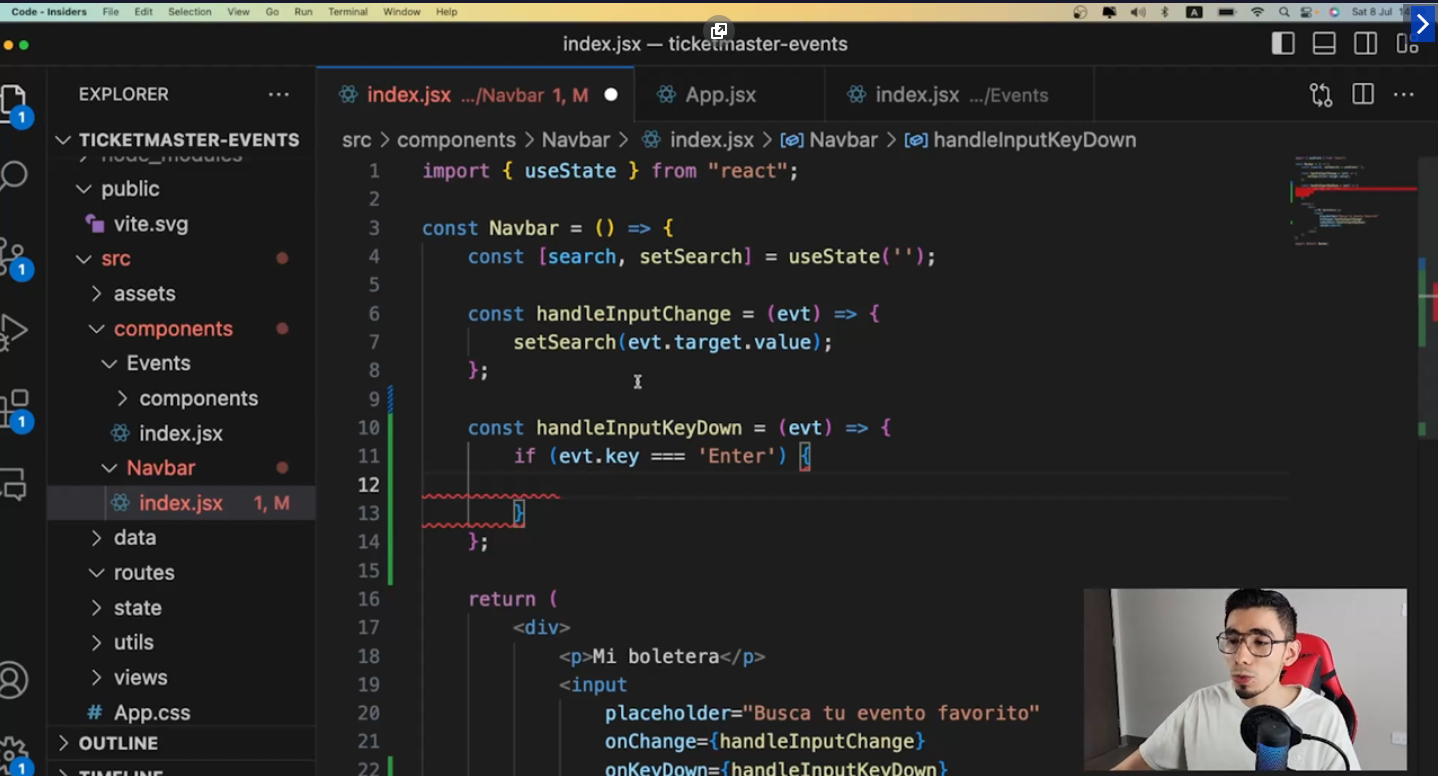 Code - Insiders File Edit Selection View Go Run Terminal Window Help A Sat 8 Jul
index.jsx — ticketmaster-events
EXPLORER ...
index.jsx .../Navbar 1, M App.jsx index.jsx .../Events ...
TICKETMASTER-EVENTS
src > components > Navbar > index.jsx > Navbar > handleInputKeyDown
node_modules
public
vite.svg
src
assets
components
Events
components
index.jsx
Navbar
index.jsx 1, M
data
routes
state
utils
views
# App.css
OUTLINE
TIMELINE
1
1
1
1
1 import { useState } from "react";
2
3 const Navbar = () => {
4 const [search, setSearch] = useState('');
5
6 const handleInputChange = (evt) => {
7 setSearch(evt.target.value);
8 };
9
10 const handleInputKeyDown = (evt) => {
11 if (evt.key === 'Enter') {
12
13 }
14 };
15
16 return (
17 <div>
18 <p>Mi boletera</p>
19 <input
20 placeholder="Busca tu evento favorito"
21 onChange={handleInputChange}
22 onKeyDown={handleInputKeyDown}